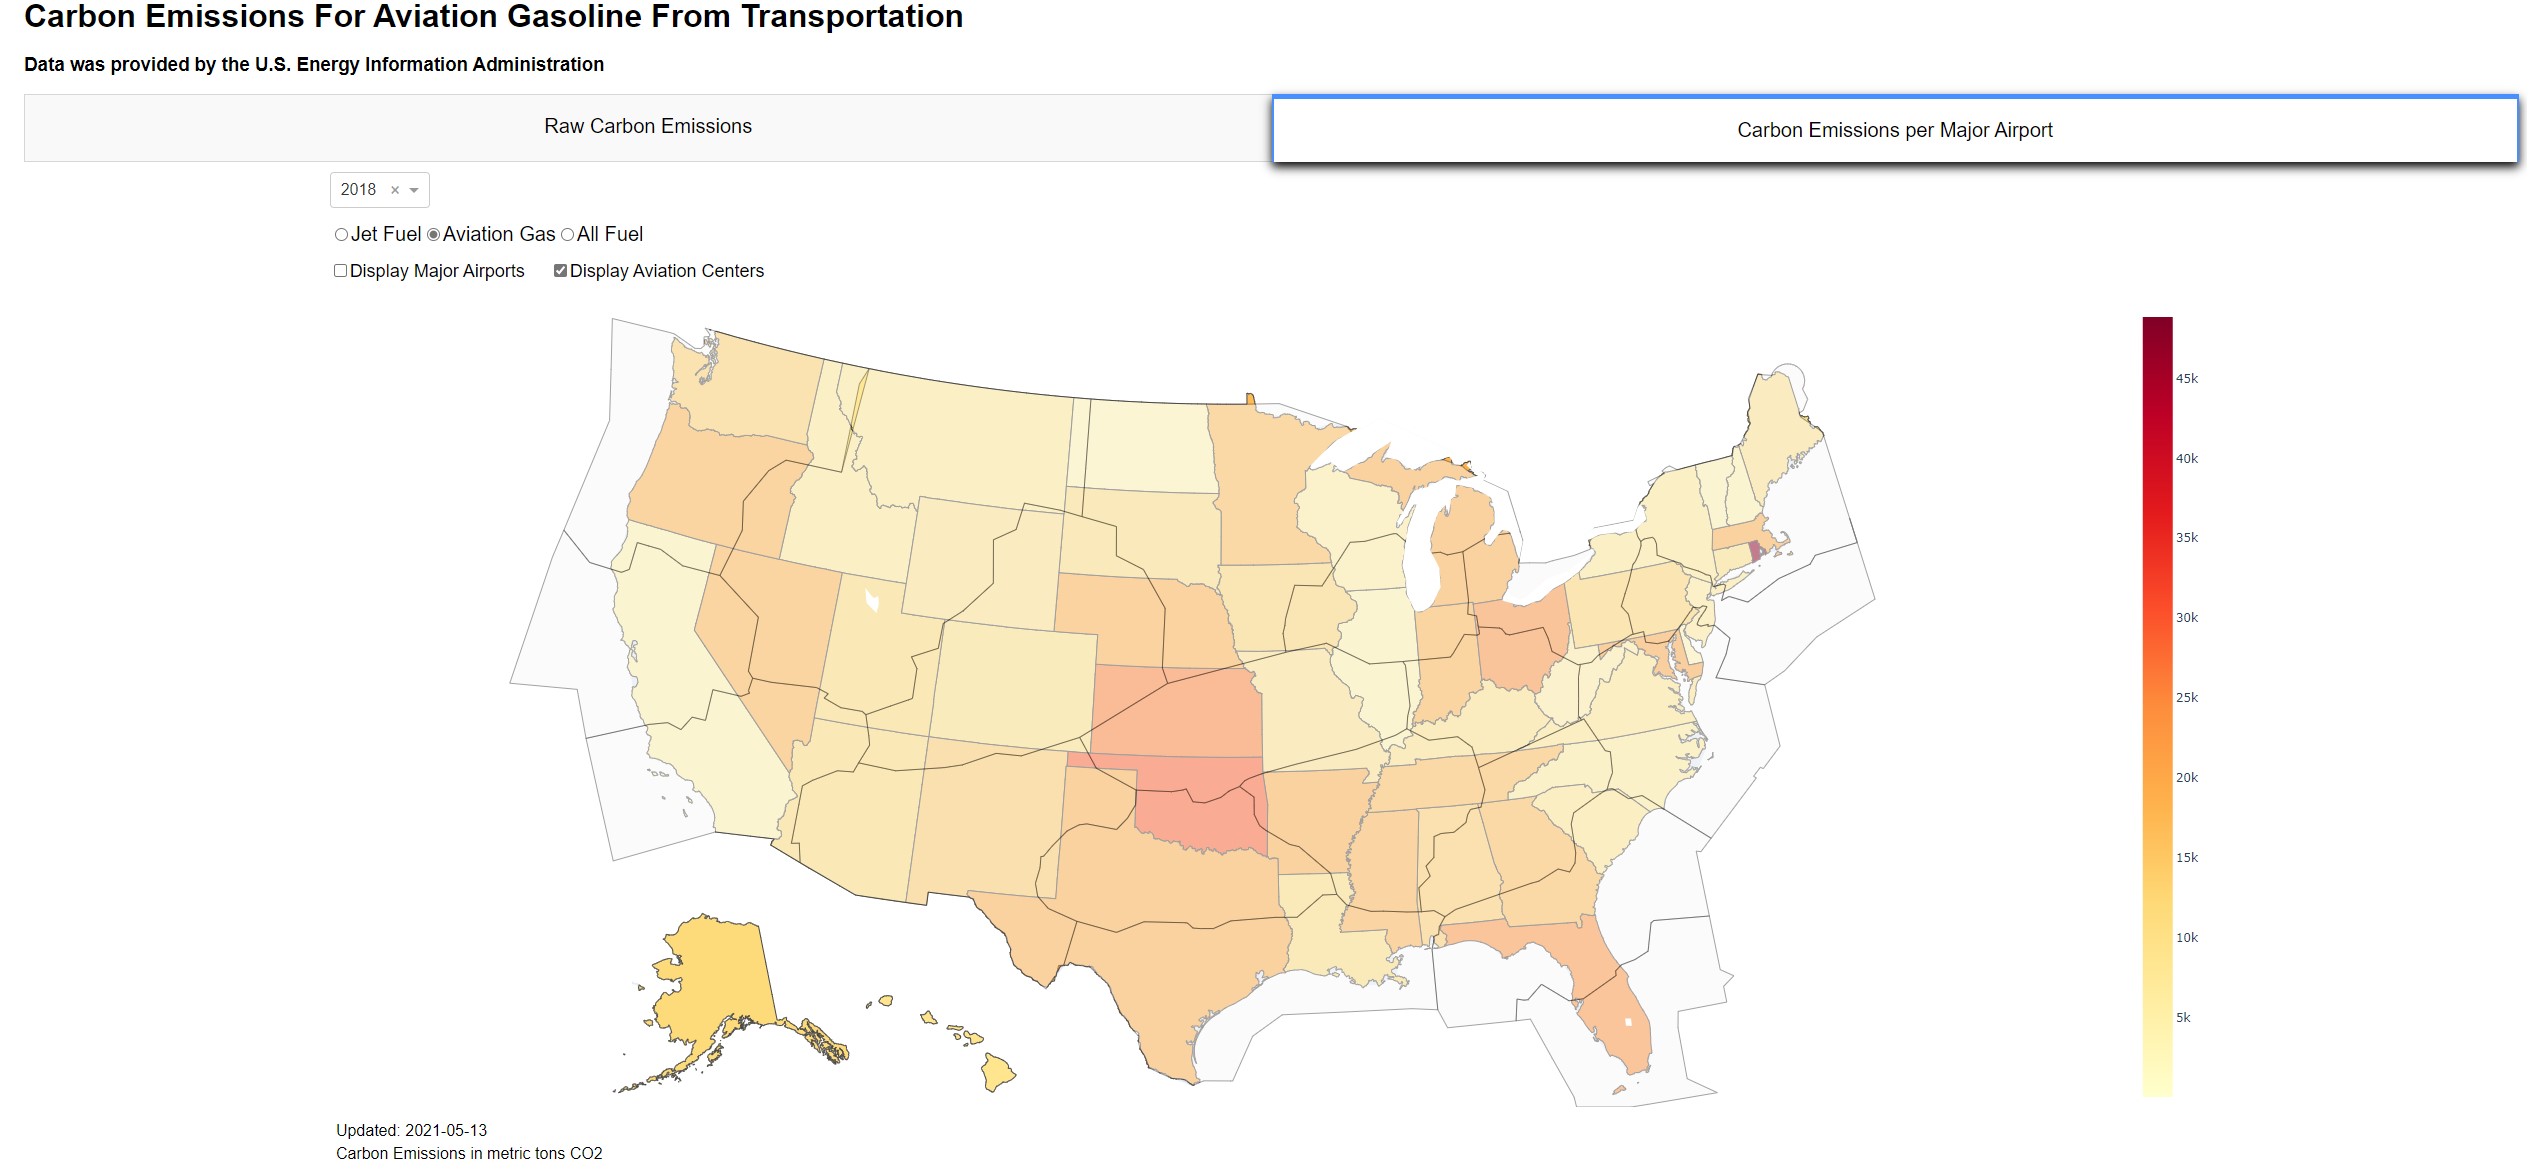 Carbon Emissions For Aviation Gasoline From Transportation
Data was provided by the U.S. Energy Information Administration
Raw Carbon Emissions
Carbon Emissions per Major Airport
2018
Jet Fuel Aviation Gas All Fuel
Display Major Airports Display Aviation Centers
45k
40k
35k
30k
25k
20k
15k
10k
5k
Updated: 2021-05-13
Carbon Emissions in metric tons CO2